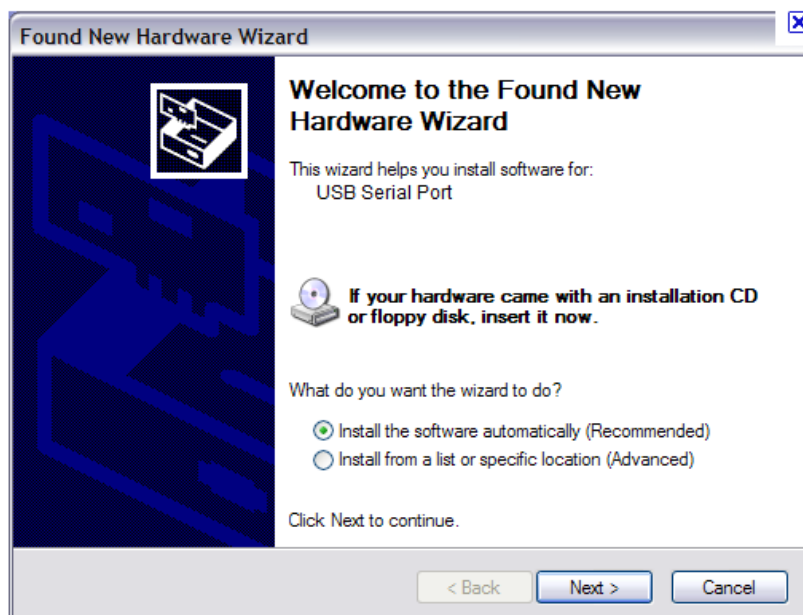 Found New Hardware Wizard
Welcome to the Found New
Hardware Wizard
This wizard helps you install software for:
USB Serial Port
If your hardware came with an installation CD
or floppy disk, insert it now.
What do you want the wizard to do?
Install the software automatically (Recommended)
Install from a list or specific location (Advanced)
Click Next to continue.
< Back Next > Cancel